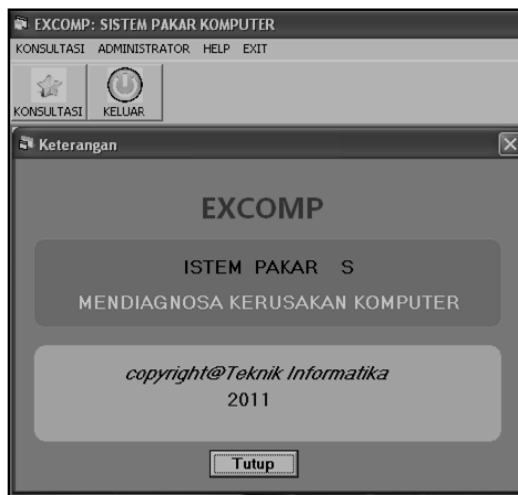 EXCOMP: SISTEM PAKAR KOMPUTER
KONSULTASI ADMINISTRATOR HELP EXIT
KONSULTASI KELUAR
Keterangan
EXCOMP
ISTEM PAKAR S
MENDIAGNOSA KERUSAKAN KOMPUTER
copyright@Teknik Informatika
2011
Tutup